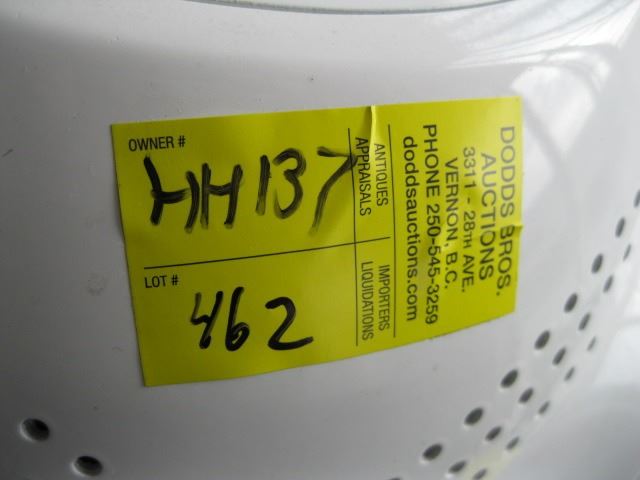 OWNER #
HH137
LOT #
462
ANTIQUES
APPRAISALS
IMPORTERS
LIQUIDATIONS
DODDS BROS.
AUCTIONS
3311 - 28TH AVE.
VERNON, B.C.
PHONE 250-545-3259
doddsauctions.com